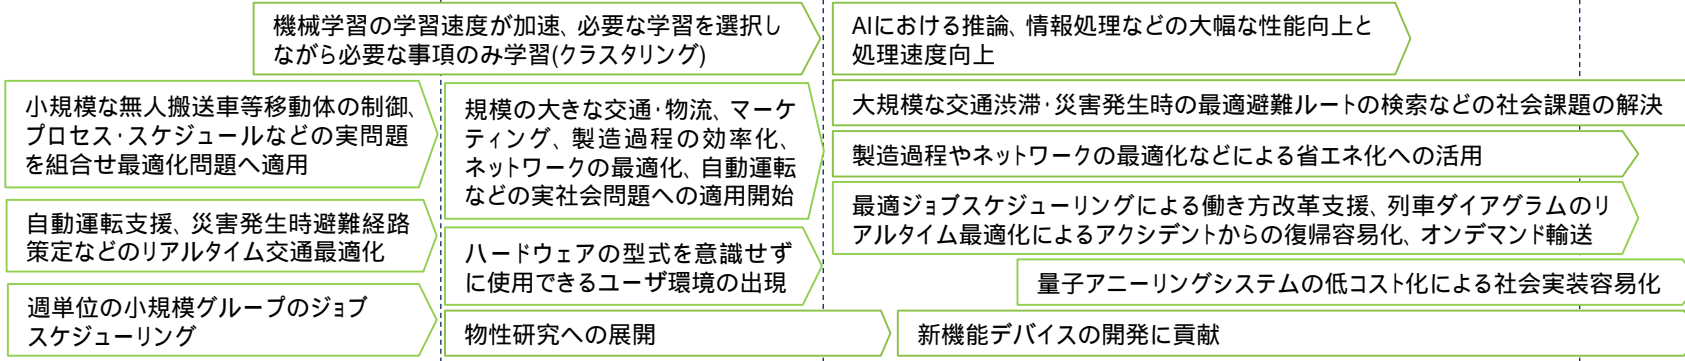 機械学習の学習速度が加速、必要な学習を選択し
ながら必要な事項のみ学習(クラスタリング)
AIにおける推論、情報処理などの大幅な性能向上と
処理速度向上
小規模な無人搬送車等移動体の制御、
プロセス・スケジュールなどの実問題
を組合せ最適化問題へ適用
規模の大きな交通・物流、マーケ
ティング、製造過程の効率化、
ネットワークの最適化、自動運転
などの実社会問題への適用開始
大規模な交通渋滞・災害発生時の最適避難ルートの検索などの社会課題の解決
製造過程やネットワークの最適化などによる省エネ化への活用
自動運転支援、災害発生時避難経路
策定などのリアルタイム交通最適化
最適ジョブスケジューリングによる働き方改革支援、列車ダイアグラムのリ
アルタイム最適化によるアクシデントからの復帰容易化、オンデマンド輸送
ハードウェアの型式を意識せず
に使用できるユーザ環境の出現
量子アニーリングシステムの低コスト化による社会実装容易化
週単位の小規模グループのジョブ
スケジューリング
物性研究への展開
新機能デバイスの開発に貢献